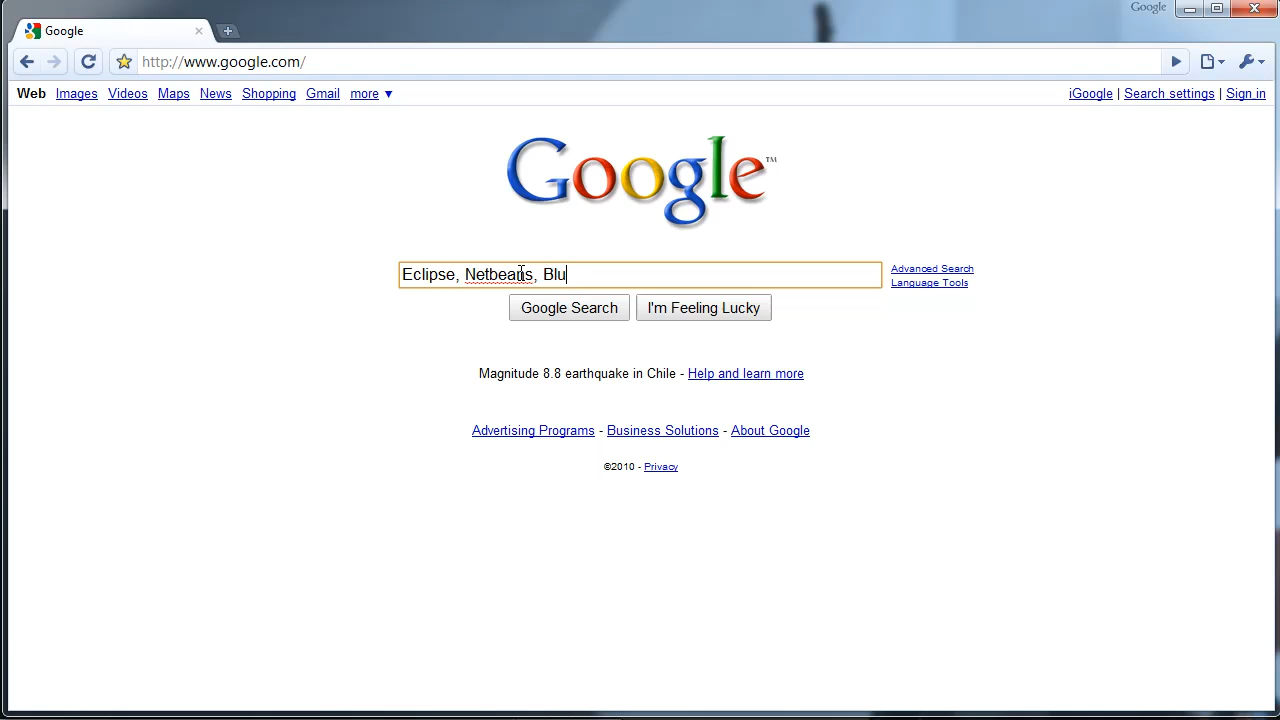 Google
Google
http://www.google.com/
Web Images Videos Maps News Shopping Gmail more ▼
iGoogle | Search settings | Sign in
Google™
Eclipse, Netbeans, Blu
Advanced Search
Language Tools
Google Search
I'm Feeling Lucky
Magnitude 8.8 earthquake in Chile - Help and learn more
Advertising Programs - Business Solutions - About Google
©2010 - Privacy